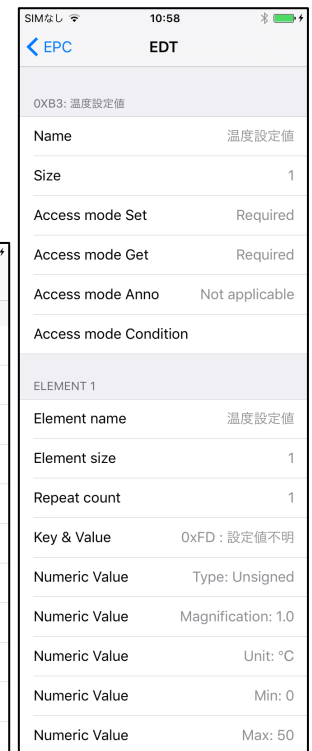 SIMなし 10:58
EPC EDT
0XB3: 温度設定値
Name 温度設定値
Size 1
Access mode Set Required
Access mode Get Required
Access mode Anno Not applicable
Access mode Condition
ELEMENT 1
Element name 温度設定値
Element size 1
Repeat count 1
Key & Value 0xFD : 設定値不明
Numeric Value Type: Unsigned
Numeric Value Magnification: 1.0
Numeric Value Unit: °C
Numeric Value Min: 0
Numeric Value Max: 50